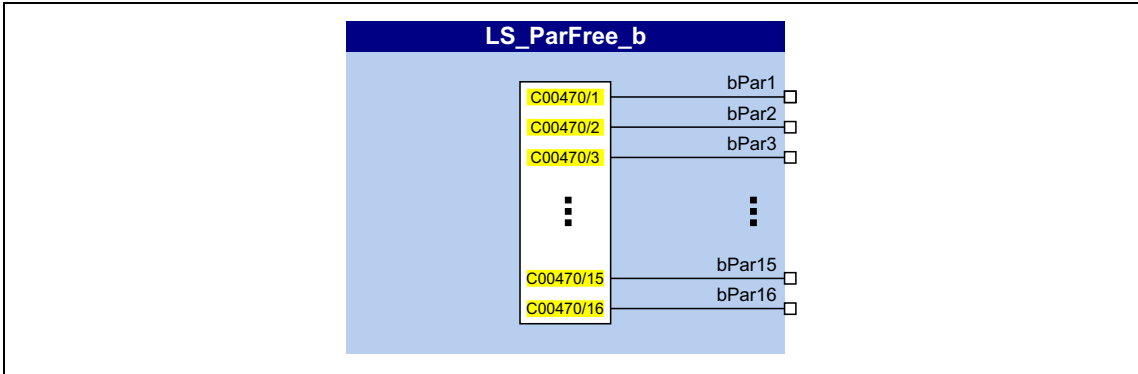 LS_ParFree_b
C00470/1 bPar1
C00470/2 bPar2
C00470/3 bPar3
C00470/15 bPar15
C00470/16 bPar16